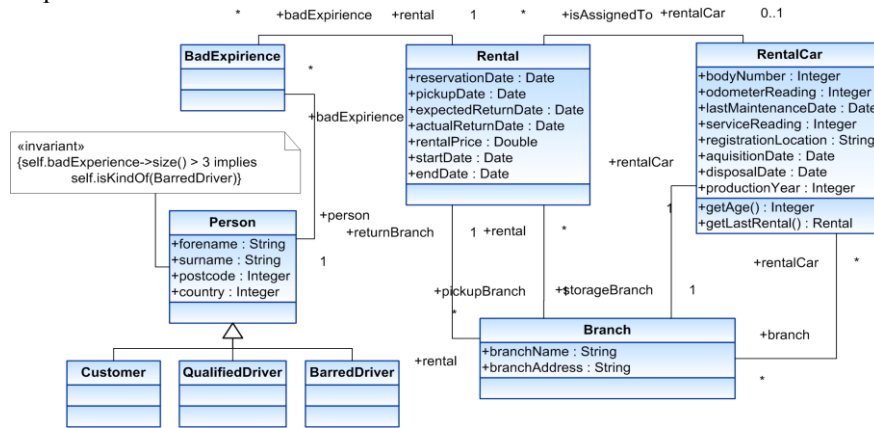 * +badExpirience +rental 1 * +isAssignedTo +rentalCar 0..1
BadExpirience
*
+badExpirience
Rental
+reservationDate : Date
+pickupDate : Date
+expectedReturnDate : Date
+actualReturnDate : Date
+rentalPrice : Double
+startDate : Date
+endDate : Date
RentalCar
+bodyNumber : Integer
+odometerReading : Integer
+lastMaintenanceDate : Date
+serviceReading : Integer
+registrationLocation : String
+aquisitionDate : Date
+disposalDate : Date
+productionYear : Integer
+getAge() : Integer
+getLastRental() : Rental
+rentalCar
1
«invariant»
{self.badExperience->size() > 3 implies
self.isKindOf(BarredDriver)}
+person
1
Person
+forename : String
+surname : String
+postcode : Integer
+country : Integer
+returnBranch 1 +rental *
+rentalCar *
+pickupBranch +storageBranch 1
*
Branch
+branchName : String
+branchAddress : String
+rental
+branch
*
Customer
QualifiedDriver
BarredDriver